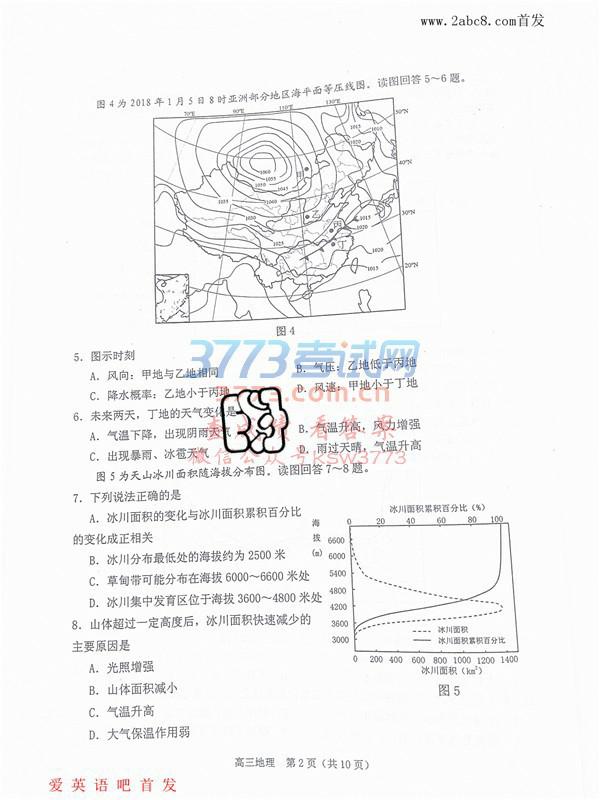 www.2abc8.com首发
图4为2018年1月5日8时亚洲部分地区海平面等压线图。读图回答5～6题。
70°E 90°E 110°E 130°E 150°E
50°N
40°N
30°N
20°N
1060
1055
1050
1045
1040
1035
1030
1025
1020
1015
甲
乙
丙
丁
图4
3773考试网
5．图示时刻
A．风向：甲地与乙地相同
B．气压：乙地低于丙地
C．降水概率：乙地小于丙地
D．风速：甲地小于丁地
6．未来两天，丁地的天气变化是
A．气温下降，出现阴雨天气
B．气温升高，风力增强
C．出现暴雨、冰雹天气
D．雨过天晴，气温升高
3773.com.cn
查成绩 看答案
微信公众号ksw3773
图5为天山冰川面积随海拔分布图。读图回答7～8题。
7．下列说法正确的是
A．冰川面积的变化与冰川面积累积百分比
的变化成正相关
B．冰川分布最低处的海拔约为2500米
C．草甸带可能分布在海拔6000～6600米处
D．冰川集中发育区位于海拔3600～4800米处
8．山体超过一定高度后，冰川面积快速减少的
主要原因是
A．光照增强
B．山体面积减小
C．气温升高
D．大气保温作用弱
冰川面积累积百分比（%）
0 20 40 60 80 100
海拔(m)
6600
6000
5400
4800
4200
3600
3000
冰川面积
冰川面积累积百分比
0 200 400 600 800 1000 1200 1400
冰川面积（km²）
图5
高三地理 第2页（共10页）
爱英语吧首发